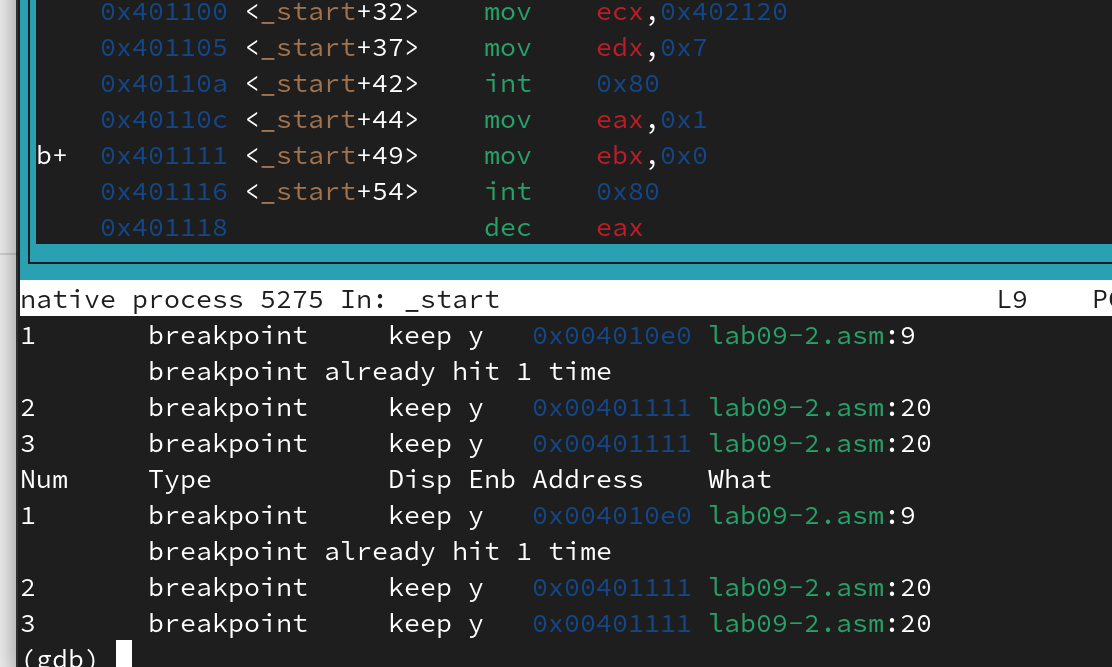 0x401100 <_start+32> mov ecx,0x402120
0x401105 <_start+37> mov edx,0x7
0x40110a <_start+42> int 0x80
0x40110c <_start+44> mov eax,0x1
b+ 0x401111 <_start+49> mov ebx,0x0
0x401116 <_start+54> int 0x80
0x401118 dec eax
native process 5275 In: _start L9
1 breakpoint keep y 0x004010e0 lab09-2.asm:9
breakpoint already hit 1 time
2 breakpoint keep y 0x00401111 lab09-2.asm:20
3 breakpoint keep y 0x00401111 lab09-2.asm:20
Num Type Disp Enb Address What
1 breakpoint keep y 0x004010e0 lab09-2.asm:9
breakpoint already hit 1 time
2 breakpoint keep y 0x00401111 lab09-2.asm:20
3 breakpoint keep y 0x00401111 lab09-2.asm:20
(gdb)